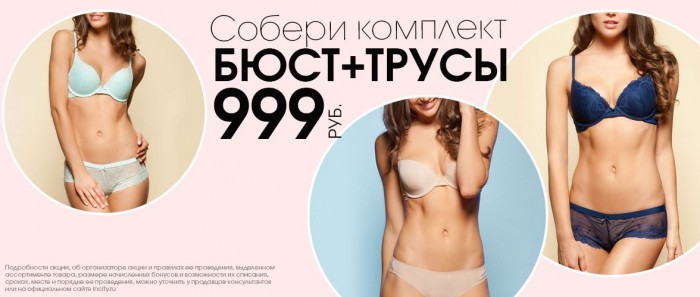 Собери комплект
БЮСТ+ТРУСЫ
999 РУБ.
Подробности акции, об организаторе акции и правилах ее проведения, выделенном
ассортименте товара, размере начисленных бонусов и возможности их списания,
сроках, месте и порядке ее проведения, можно уточнить у продавцов-консультантов
или на официальном сайте incity.ru